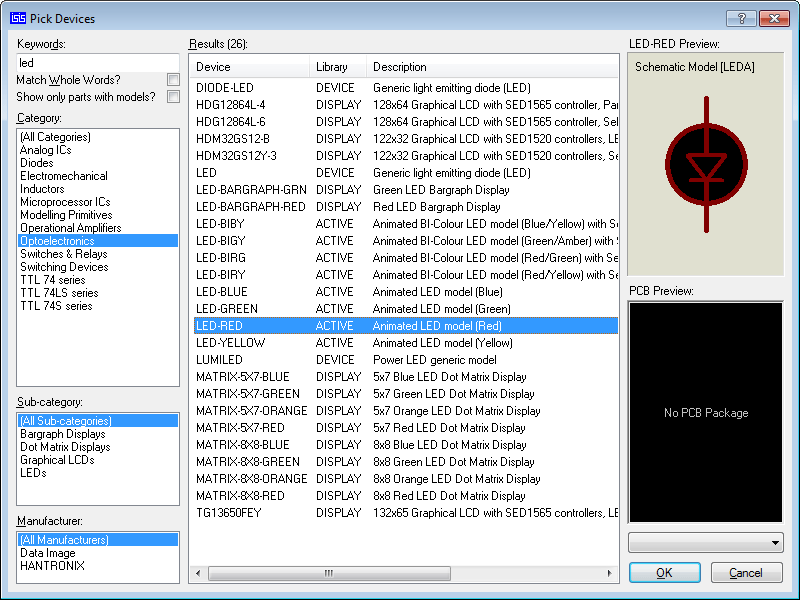 ISIS Pick Devices
Keywords:
led
Match Whole Words?
Show only parts with models?
Category:
(All Categories)
Analog ICs
Diodes
Electromechanical
Inductors
Microprocessor ICs
Modelling Primitives
Operational Amplifiers
Optoelectronics
Switches & Relays
Switching Devices
TTL 74 series
TTL 74LS series
TTL 74S series
Sub-category:
(All Sub-categories)
Bargraph Displays
Dot Matrix Displays
Graphical LCDs
LEDs
Manufacturer:
(All Manufacturers)
Data Image
HANTRONIX
Results (26):
Device Library Description
DIODE-LED DEVICE Generic light emitting diode (LED)
HDG12864L-4 DISPLAY 128x64 Graphical LCD with SED1565 controller, Par
HDG12864L-6 DISPLAY 128x64 Graphical LCD with SED1565 controller, Se
HDM32GS12-B DISPLAY 122x32 Graphical LCD with SED1520 controllers, LE
HDM32GS12Y-3 DISPLAY 122x32 Graphical LCD with SED1520 controllers, Se
LED DEVICE Generic light emitting diode (LED)
LED-BARGRAPH-GRN DISPLAY Green LED Bargraph Display
LED-BARGRAPH-RED DISPLAY Red LED Bargraph Display
LED-BIBY ACTIVE Animated BI-Colour LED model (Blue/Yellow) with Se
LED-BIGY ACTIVE Animated BI-Colour LED model (Green/Amber) with S
LED-BIRG ACTIVE Animated BI-Colour LED model (Red/Green) with Se
LED-BIRY ACTIVE Animated BI-Colour LED model (Red/Yellow) with Se
LED-BLUE ACTIVE Animated LED model (Blue)
LED-GREEN ACTIVE Animated LED model (Green)
LED-RED ACTIVE Animated LED model (Red)
LED-YELLOW ACTIVE Animated LED model (Yellow)
LUMILED DEVICE Power LED generic model
MATRIX-5X7-BLUE DISPLAY 5x7 Blue LED Dot Matrix Display
MATRIX-5X7-GREEN DISPLAY 5x7 Green LED Dot Matrix Display
MATRIX-5X7-ORANGE DISPLAY 5x7 Orange LED Dot Matrix Display
MATRIX-5X7-RED DISPLAY 5x7 Red LED Dot Matrix Display
MATRIX-8X8-BLUE DISPLAY 8x8 Blue LED Dot Matrix Display
MATRIX-8X8-GREEN DISPLAY 8x8 Green LED Dot Matrix Display
MATRIX-8X8-ORANGE DISPLAY 8x8 Orange LED Dot Matrix Display
MATRIX-8X8-RED DISPLAY 8x8 Red LED Dot Matrix Display
TG13650FEY DISPLAY 132x65 Graphical LCD with SED1565 controllers, LE
LED-RED Preview:
Schematic Model [LEDA]
PCB Preview:
No PCB Package
OK Cancel